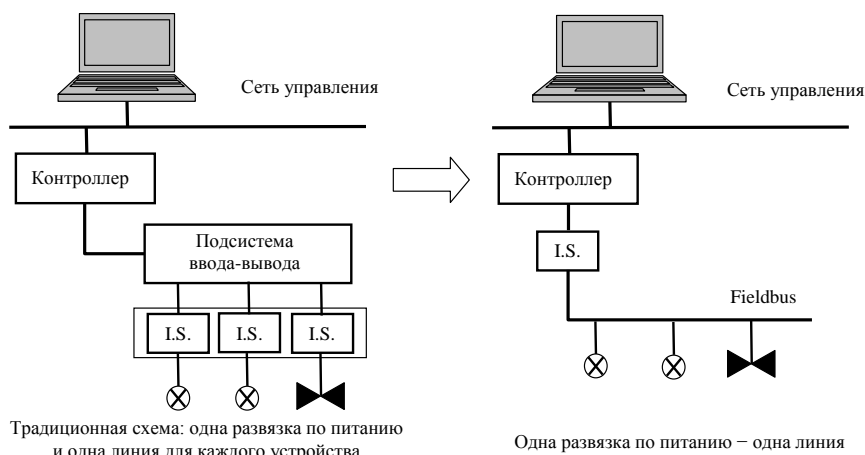 Сеть управления
Контроллер
Подсистема
ввода-вывода
I.S.
I.S.
I.S.
Традиционная схема: одна развязка по питанию
и одна линия для каждого устройства
Сеть управления
Контроллер
I.S.
Fieldbus
Одна развязка по питанию − одна линия